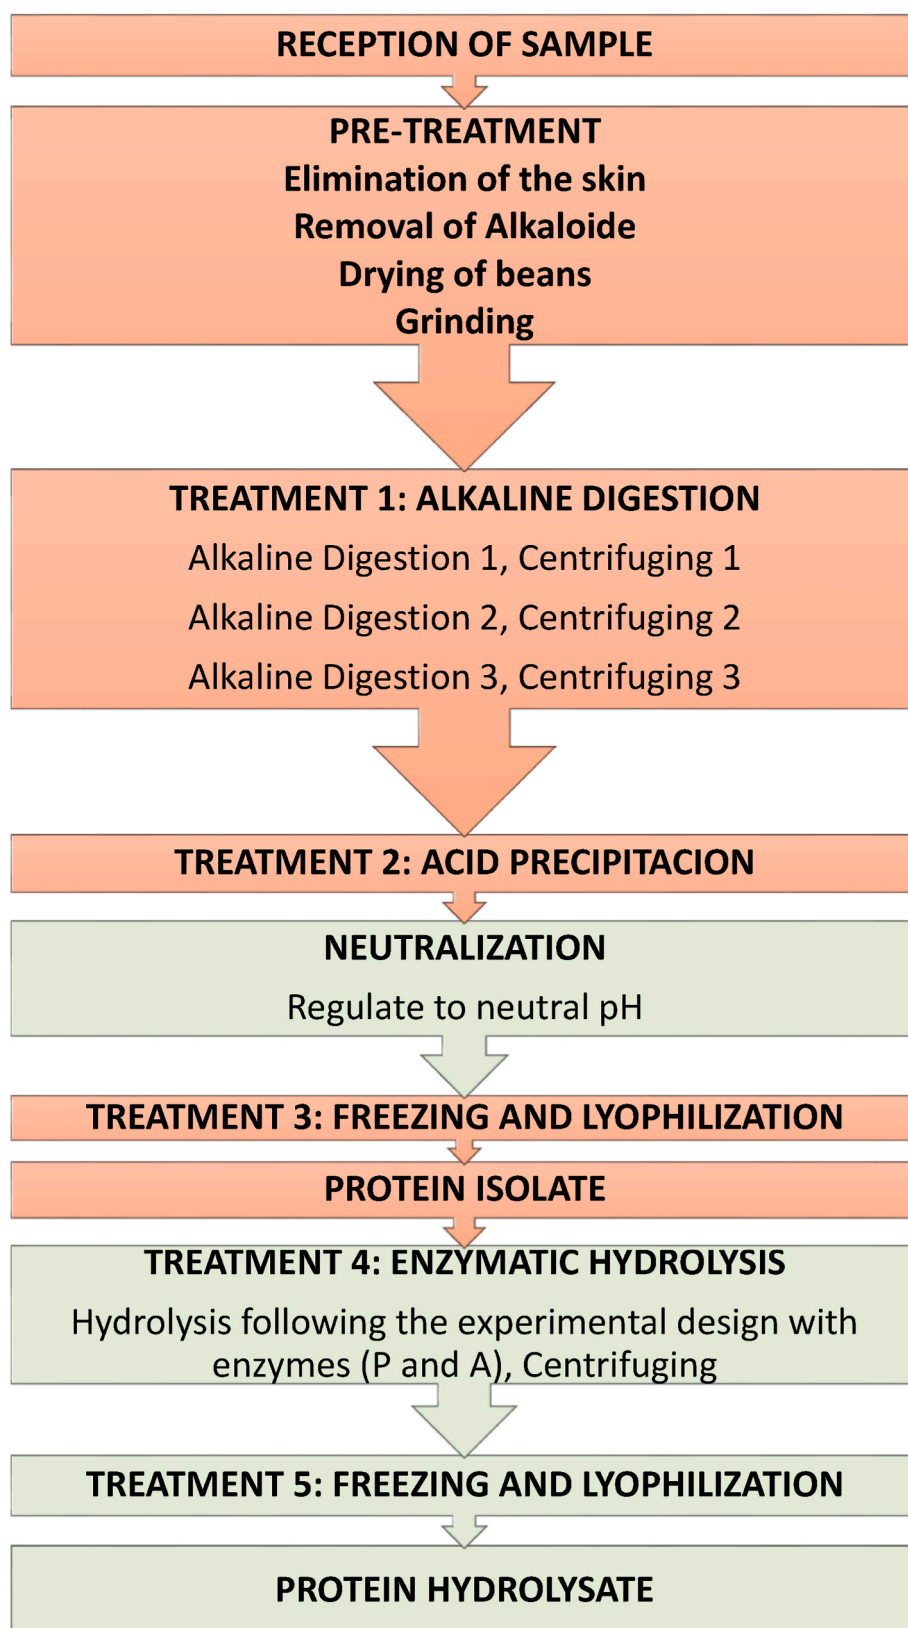 RECEPTION OF SAMPLE
PRE-TREATMENT
Elimination of the skin
Removal of Alkaloide
Drying of beans
Grinding
TREATMENT 1: ALKALINE DIGESTION
Alkaline Digestion 1, Centrifuging 1
Alkaline Digestion 2, Centrifuging 2
Alkaline Digestion 3, Centrifuging 3
TREATMENT 2: ACID PRECIPITACION
NEUTRALIZATION
Regulate to neutral pH
TREATMENT 3: FREEZING AND LYOPHILIZATION
PROTEIN ISOLATE
TREATMENT 4: ENZYMATIC HYDROLYSIS
Hydrolysis following the experimental design with
enzymes (P and A), Centrifuging
TREATMENT 5: FREEZING AND LYOPHILIZATION
PROTEIN HYDROLYSATE